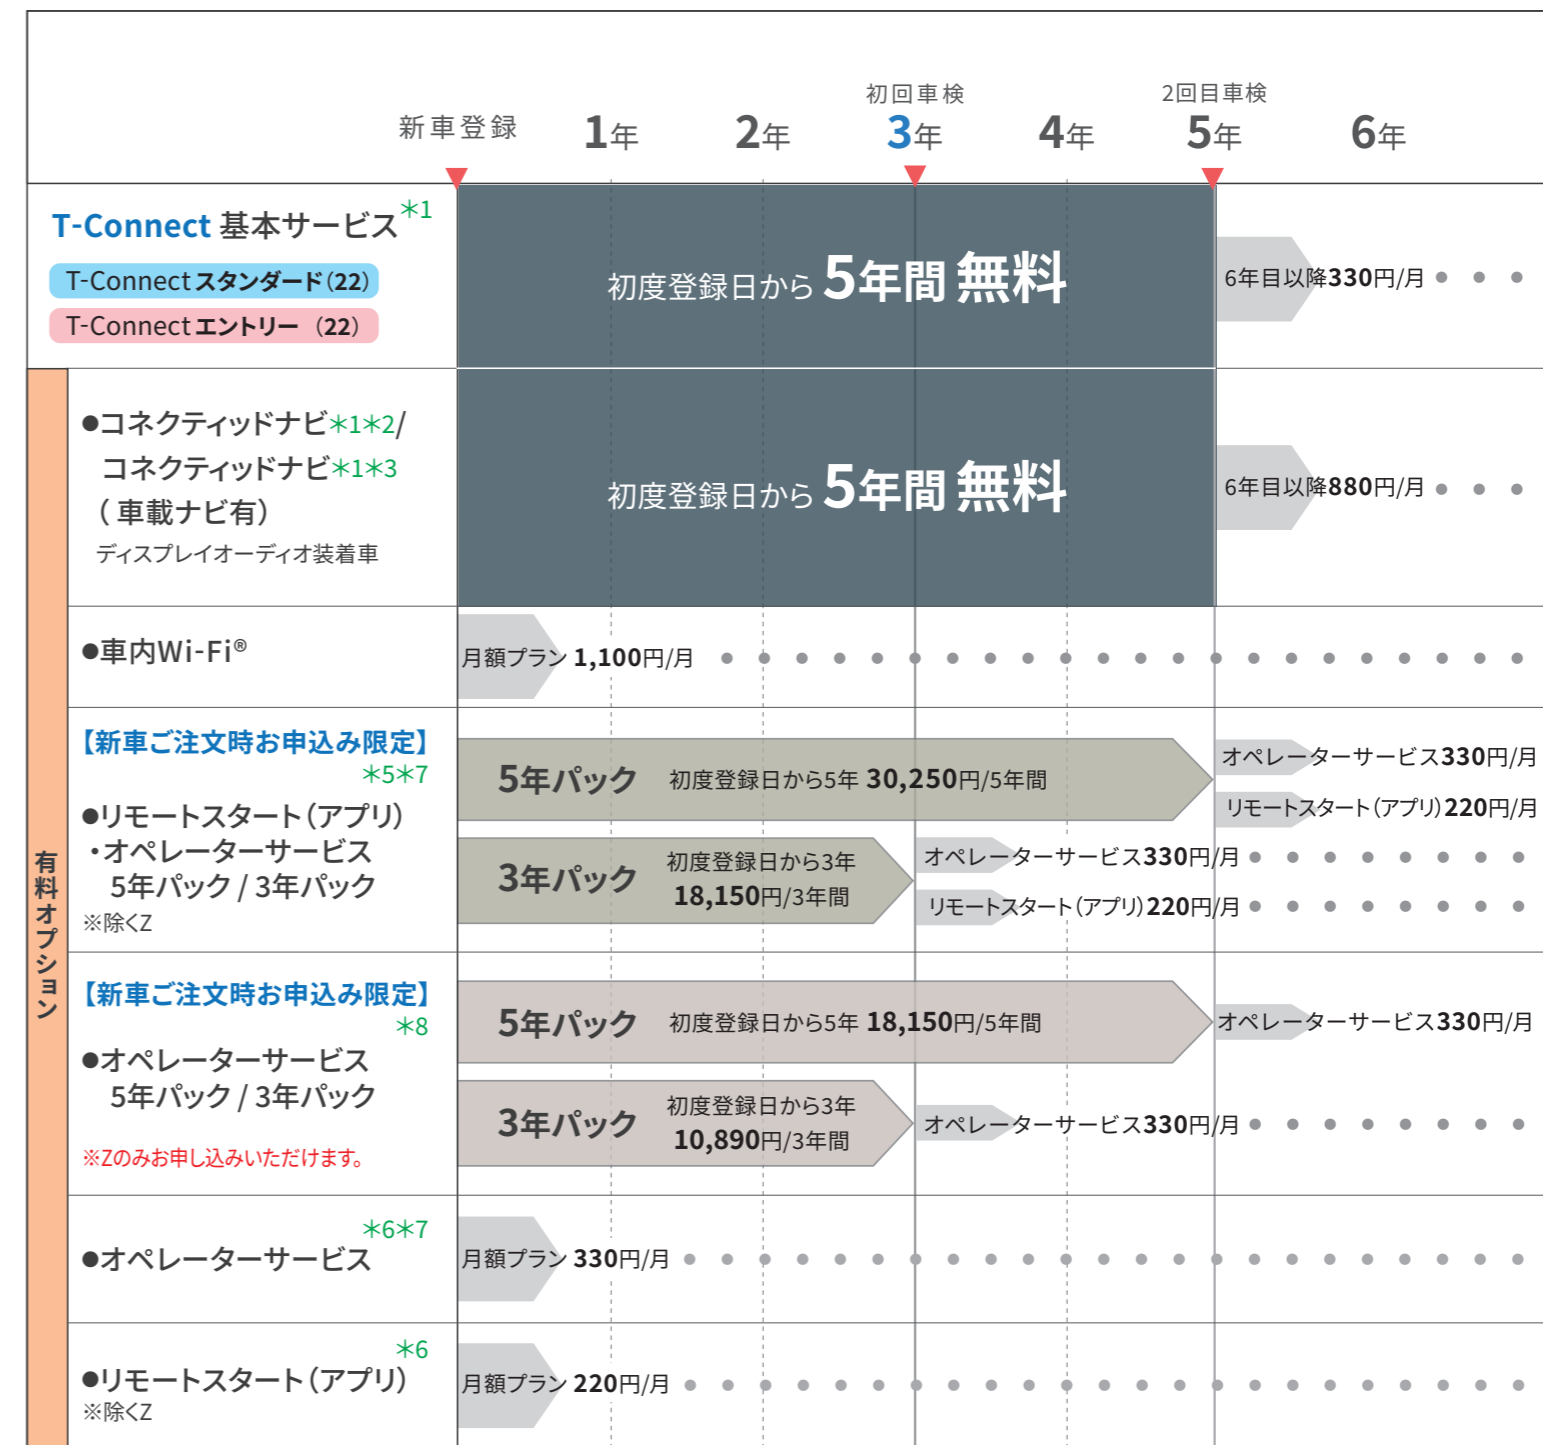 初回車検
2回目車検
新車登録 1年 2年 3年 4年 5年 6年
T-Connect 基本サービス＊1
T-Connect スタンダード（22）
T-Connect エントリー （22）
初度登録日から 5年間 無料
6年目以降330円/月
有料オプション
●コネクティッドナビ＊1＊2/
コネクティッドナビ＊1＊3
（車載ナビ有）
ディスプレイオーディオ装着車
初度登録日から 5年間 無料
6年目以降880円/月
●車内Wi-Fi®
月額プラン 1,100円/月
【新車ご注文時お申込み限定】
＊5＊7
●リモートスタート（アプリ）
・オペレーターサービス
5年パック / 3年パック
※除くZ
5年パック 初度登録日から5年 30,250円/5年間
オペレーターサービス330円/月
リモートスタート（アプリ）220円/月
3年パック
初度登録日から3年
18,150円/3年間
オペレーターサービス330円/月
リモートスタート（アプリ）220円/月
【新車ご注文時お申込み限定】
＊8
●オペレーターサービス
5年パック / 3年パック
※Zのみお申し込みいただけます。
5年パック 初度登録日から5年 18,150円/5年間
オペレーターサービス330円/月
3年パック
初度登録日から3年
10,890円/3年間
オペレーターサービス330円/月
＊6＊7
●オペレーターサービス
月額プラン 330円/月
＊6
●リモートスタート（アプリ）
※除くZ
月額プラン 220円/月